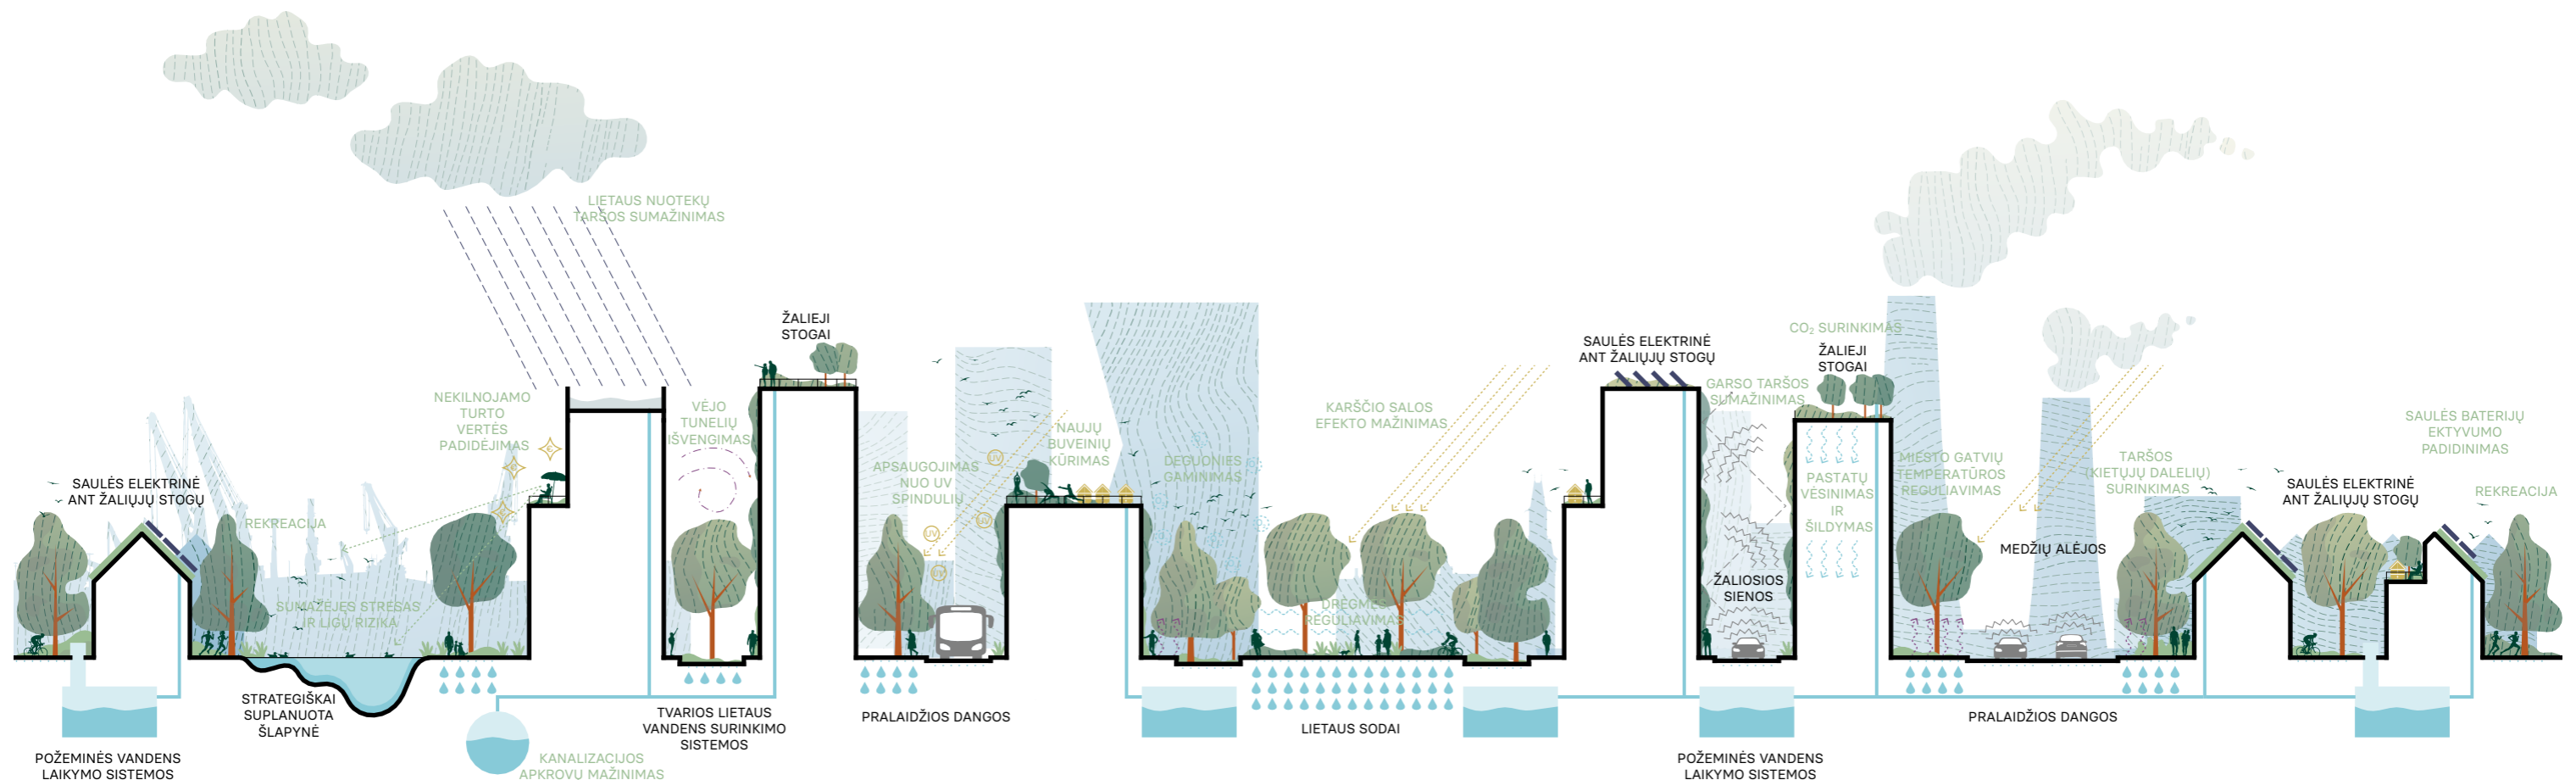 LIETAUS NUOTEKŲ
TARŠOS SUMAŽINIMAS
ŽALIEJI
STOGAI
NEKILNOJAMO
TURTO
VERTĖS
PADIDĖJIMAS
VĖJO
TUNELIŲ
IŠVENGIMAS
SAULĖS ELEKTRINĖ
ANT ŽALIŲJŲ STOGŲ
REKREACIJA
SUMAŽĖJĘS STRESAS
IR LIGŲ RIZIKA
STRATEGIŠKAI
SUPLANUOTA
ŠLAPYNĖ
POŽEMINĖS VANDENS
LAIKYMO SISTEMOS
KANALIZACIJOS
APKROVŲ MAŽINIMAS
TVARIOS LIETAUS
VANDENS SURINKIMO
SISTEMOS
APSAUGOJIMAS
NUO UV
SPINDULIŲ
UV
UV
UV
UV
NAUJŲ
BUVEINIŲ
KŪRIMAS
PRALAIDŽIOS DANGOS
DEGUONIES
GAMINIMAS
KARŠČIO SALOS
EFEKTO MAŽINIMAS
DRĖGMĖS
REGULIAVIMAS
LIETAUS SODAI
SAULĖS ELEKTRINĖ
ANT ŽALIŲJŲ STOGŲ
GARSO TARŠOS
SUMAŽINIMAS
ŽALIOSIOS
SIENOS
POŽEMINĖS VANDENS
LAIKYMO SISTEMOS
CO₂ SURINKIMAS
ŽALIEJI
STOGAI
PASTATŲ
VĖSINIMAS
IR
ŠILDYMAS
MIESTO GATVIŲ
TEMPERATŪROS
REGULIAVIMAS
MEDŽIŲ ALĖJOS
TARŠOS
(KIETŲJŲ DALELIŲ)
SURINKIMAS
PRALAIDŽIOS DANGOS
SAULĖS ELEKTRINĖ
ANT ŽALIŲJŲ STOGŲ
SAULĖS BATERIJŲ
EKTYVUMO
PADIDINIMAS
REKREACIJA